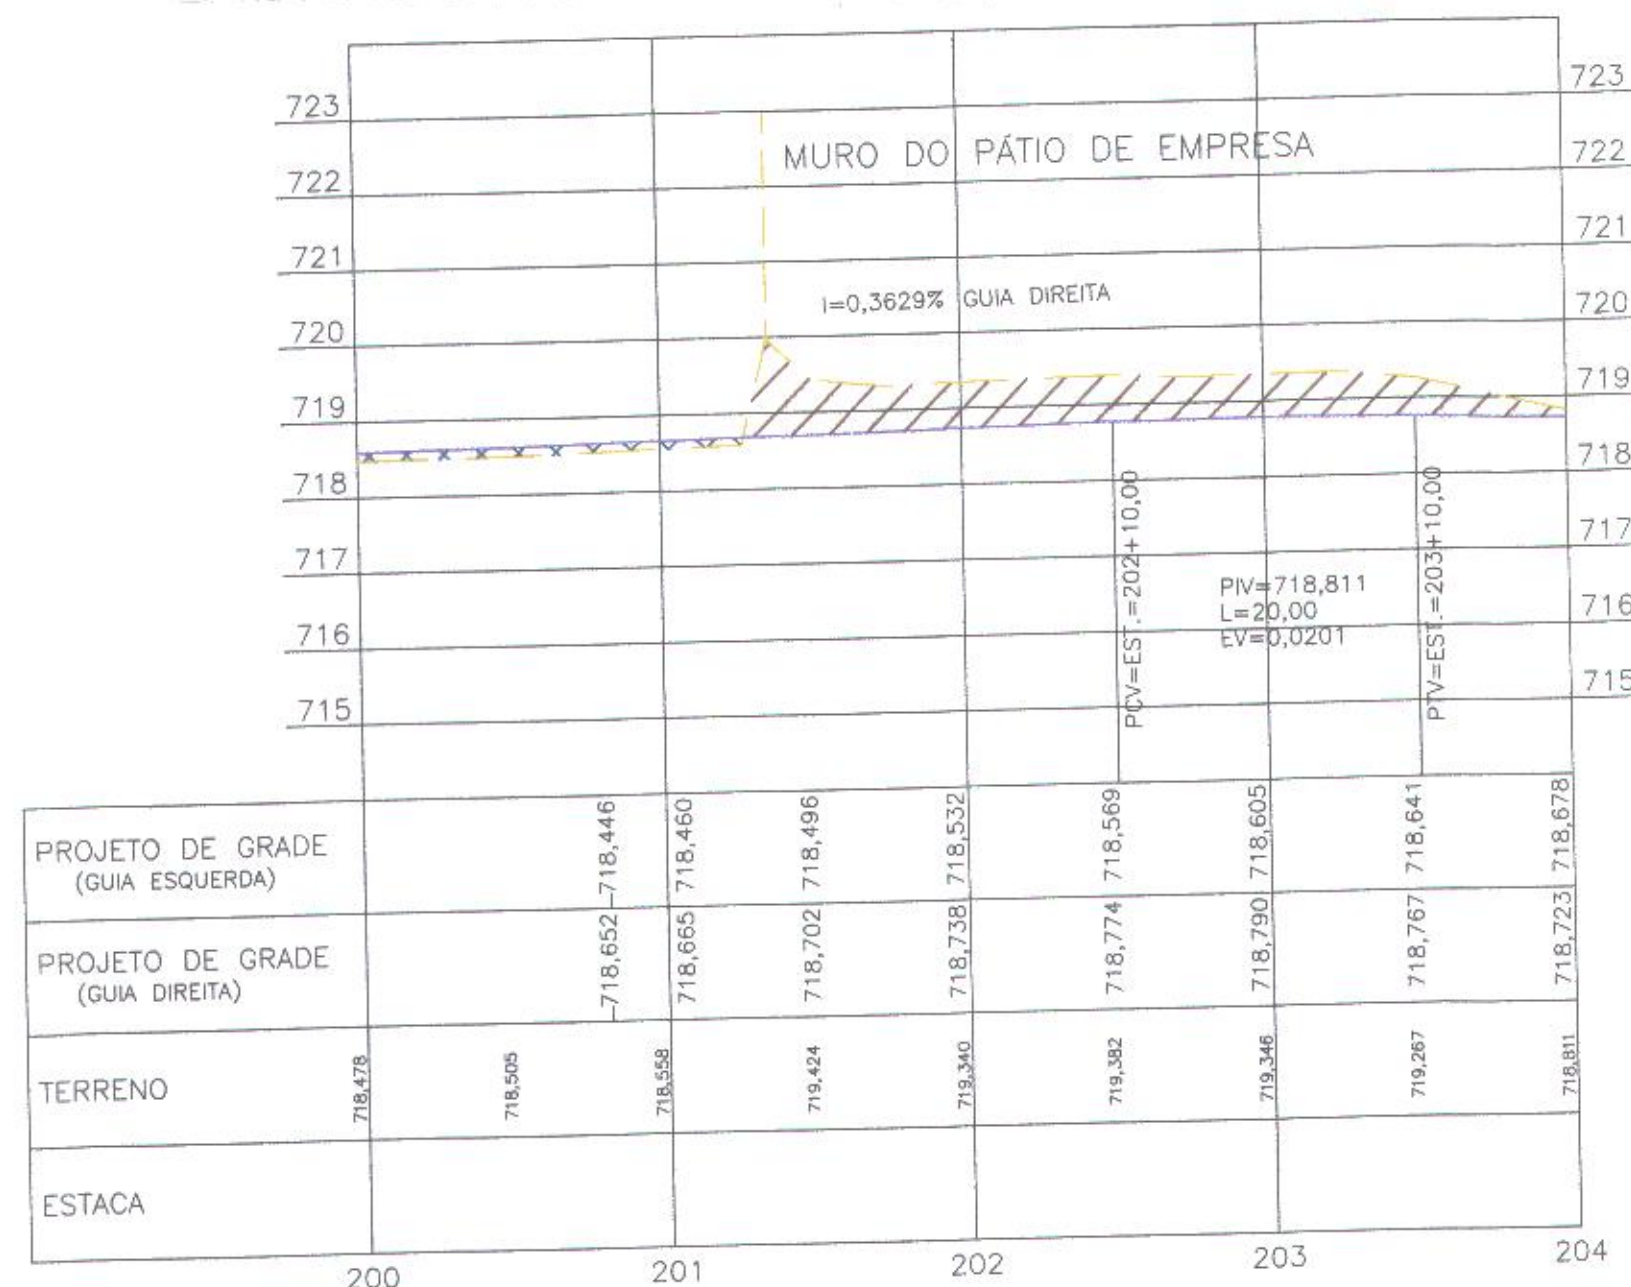 723
722
721
720
719
718
717
716
715
723
722
721
720
719
718
717
716
715
MURO DO PÁTIO DE EMPRESA
i=0,3629% GUIA DIREITA
PCV=EST.=202+10,00
PIV=718,811
L=20,00
EV=0,0201
PTV=EST.=203+10,00
PROJETO DE GRADE
(GUIA ESQUERDA)
718,446 718,460 718,496 718,532 718,569 718,605 718,641 718,678
PROJETO DE GRADE
(GUIA DIREITA)
718,652 718,665 718,702 718,738 718,774 718,790 718,767 718,723
TERRENO
718,478 718,505 718,558 719,424 719,340 719,382 719,346 719,267 718,811
ESTACA
200 201 202 203 204